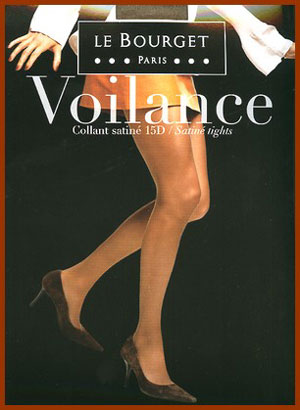 LE BOURGET
••• PARIS •••
Voilance
Collant satiné 15D / Satiné tights